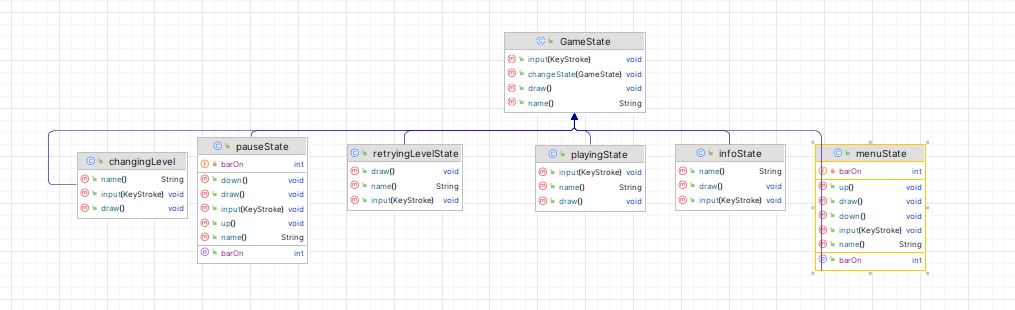 GameState
input(KeyStroke) void
changeState(GameState) void
draw() void
name() String
changingLevel
name() String
input(KeyStroke) void
draw() void
pauseState
barOn int
down() void
draw() void
input(KeyStroke) void
up() void
name() String
barOn int
retryingLevelState
draw() void
name() String
input(KeyStroke) void
playingState
input(KeyStroke) void
name() String
draw() void
infoState
name() String
draw() void
input(KeyStroke) void
menuState
barOn int
up() void
draw() void
down() void
input(KeyStroke) void
name() String
barOn int